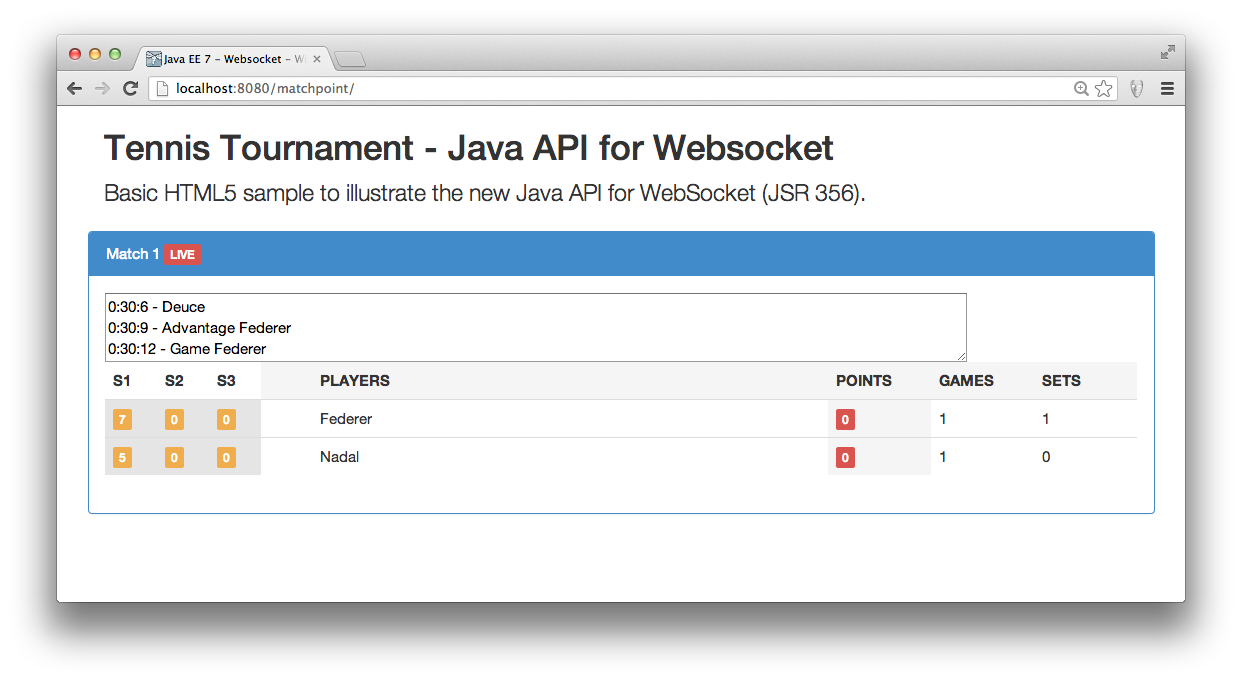 Java EE 7 – Websocket – W
localhost:8080/matchpoint/
Tennis Tournament - Java API for Websocket
Basic HTML5 sample to illustrate the new Java API for WebSocket (JSR 356).
Match 1 LIVE
0:30:6 - Deuce
0:30:9 - Advantage Federer
0:30:12 - Game Federer
S1 S2 S3 PLAYERS POINTS GAMES SETS
7 0 0 Federer 0 1 1
5 0 0 Nadal 0 1 0